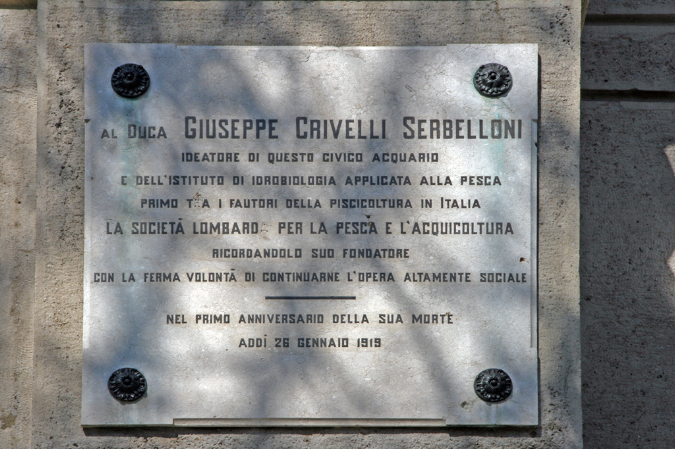 AL DUCA GIUSEPPE CRIVELLI SERBELLONI
IDEATORE DI QUESTO CIVICO ACQUARIO
E DELL'ISTITUTO DI IDROBIOLOGIA APPLICATA ALLA PESCA
PRIMO T A I FAUTORI DELLA PISCICOLTURA IN ITALIA
LA SOCIETÀ LOMBARD PER LA PESCA E L'ACQUICOLTURA
RICORDANDOLO SUO FONDATORE
CON LA FERMA VOLONTÀ DI CONTINUARNE L'OPERA ALTAMENTE SOCIALE
NEL PRIMO ANNIVERSARIO DELLA SUA MORTE
ADDÌ 26 GENNAIO 1919